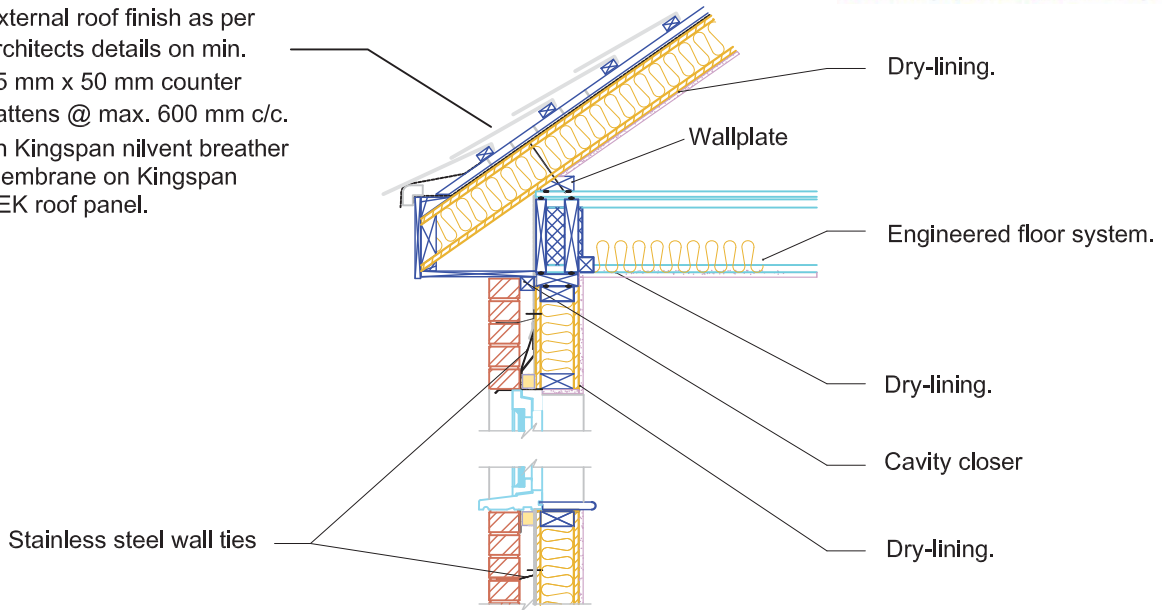 xternal roof finish as per
rchitects details on min.
5 mm x 50 mm counter
attens @ max. 600 mm c/c.
n Kingspan nilvent breather
embrane on Kingspan
EK roof panel.
Dry-lining.
Wallplate
Engineered floor system.
Dry-lining.
Cavity closer
Stainless steel wall ties
Dry-lining.